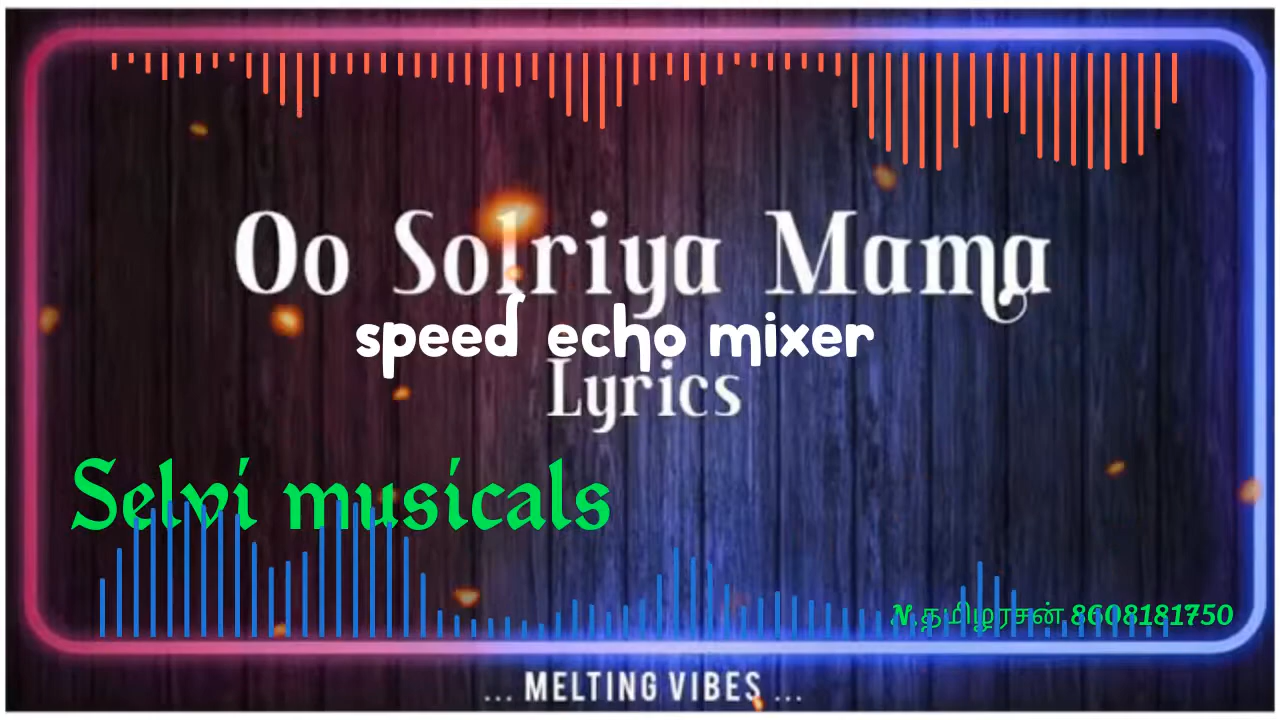 Oo Solriya Mama
speed echo mixer
Lyrics
Selvi musicals
N.தமிழரசன் 8608181750
... MELTING VIBES ...